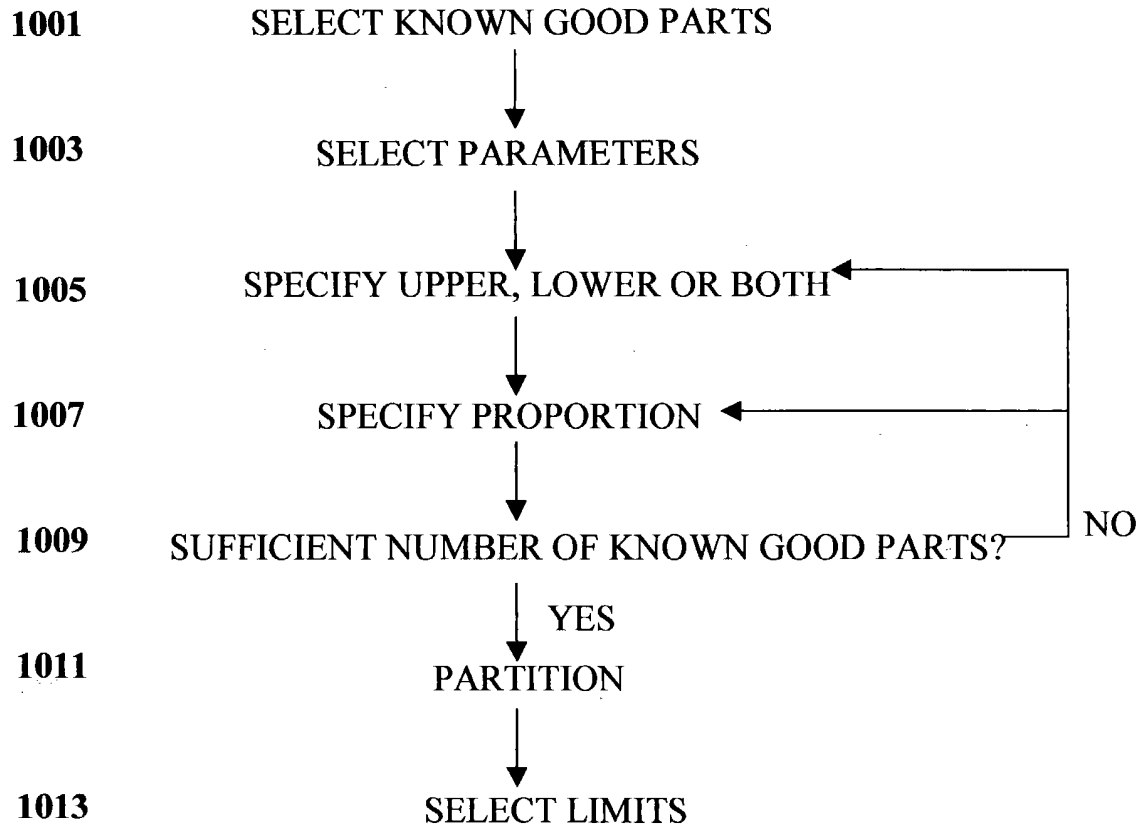 1001 SELECT KNOWN GOOD PARTS
1003 SELECT PARAMETERS
1005 SPECIFY UPPER, LOWER OR BOTH
1007 SPECIFY PROPORTION
1009 SUFFICIENT NUMBER OF KNOWN GOOD PARTS? NO
YES
1011 PARTITION
1013 SELECT LIMITS